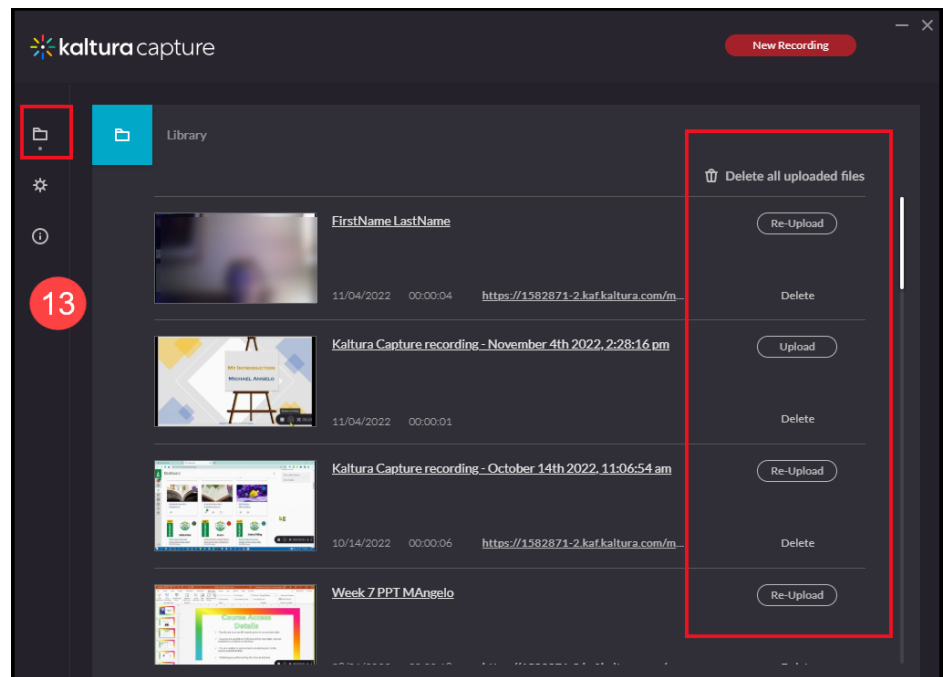 kaltura capture
New Recording
Library
Delete all uploaded files
FirstName LastName
Re-Upload
11/04/2022 00:00:04 https://1582871-2.kaf.kaltura.com/m...
Delete
13
Kaltura Capture recording - November 4th 2022, 2:28:16 pm
Upload
My Introduction
Michael Angelo
11/04/2022 00:00:01
Delete
Kaltura Capture recording - October 14th 2022, 11:06:54 am
Re-Upload
10/14/2022 00:00:06 https://1582871-2.kaf.kaltura.com/m...
Delete
Week 7 PPT MAngelo
Re-Upload
Course Access
Details